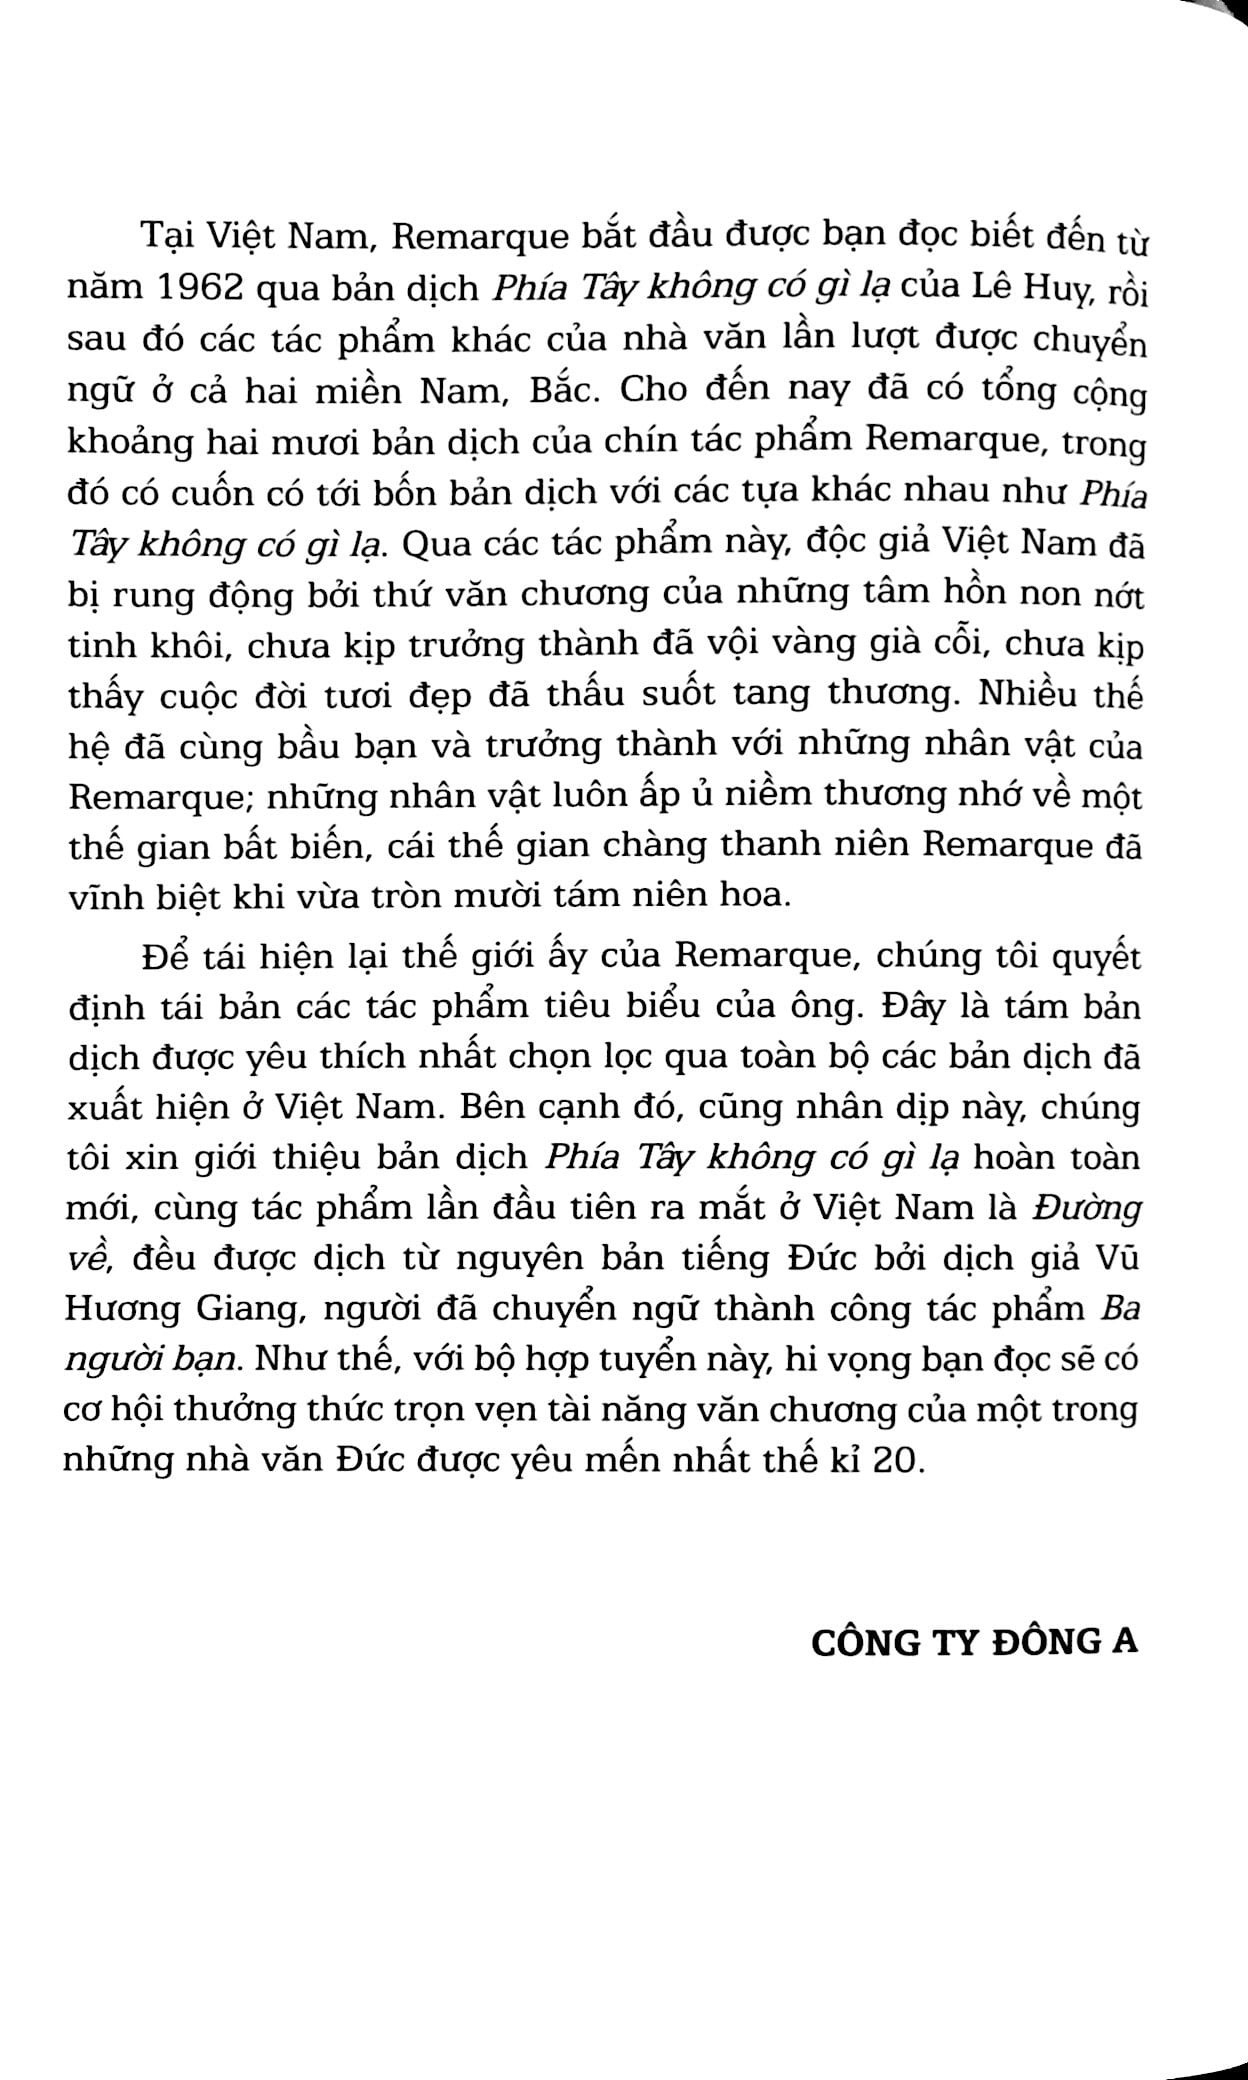 Tại Việt Nam, Remarque bắt đầu được bạn đọc biết đến từ
năm 1962 qua bản dịch Phía Tây không có gì lạ của Lê Huy, rồi
sau đó các tác phẩm khác của nhà văn lần lượt được chuyển
ngữ ở cả hai miền Nam, Bắc. Cho đến nay đã có tổng cộng
khoảng hai mươi bản dịch của chín tác phẩm Remarque, trong
đó có cuốn có tới bốn bản dịch với các tựa khác nhau như Phía
Tây không có gì lạ. Qua các tác phẩm này, độc giả Việt Nam đã
bị rung động bởi thứ văn chương của những tâm hồn non nớt
tinh khôi, chưa kịp trưởng thành đã vội vàng già cỗi, chưa kịp
thấy cuộc đời tươi đẹp đã thấu suốt tang thương. Nhiều thế
hệ đã cùng bầu bạn và trưởng thành với những nhân vật của
Remarque; những nhân vật luôn ấp ủ niềm thương nhớ về một
thế gian bất biến, cái thế gian chàng thanh niên Remarque đã
vĩnh biệt khi vừa tròn mười tám niên hoa.
Để tái hiện lại thế giới ấy của Remarque, chúng tôi quyết
định tái bản các tác phẩm tiêu biểu của ông. Đây là tám bản
dịch được yêu thích nhất chọn lọc qua toàn bộ các bản dịch đã
xuất hiện ở Việt Nam. Bên cạnh đó, cũng nhân dịp này, chúng
tôi xin giới thiệu bản dịch Phía Tây không có gì lạ hoàn toàn
mới, cùng tác phẩm lần đầu tiên ra mắt ở Việt Nam là Đường
về, đều được dịch từ nguyên bản tiếng Đức bởi dịch giả Vũ
Hương Giang, người đã chuyển ngữ thành công tác phẩm Ba
người bạn. Như thế, với bộ hợp tuyển này, hi vọng bạn đọc sẽ có
cơ hội thưởng thức trọn vẹn tài năng văn chương của một trong
những nhà văn Đức được yêu mến nhất thế kỉ 20.
CÔNG TY ĐÔNG A